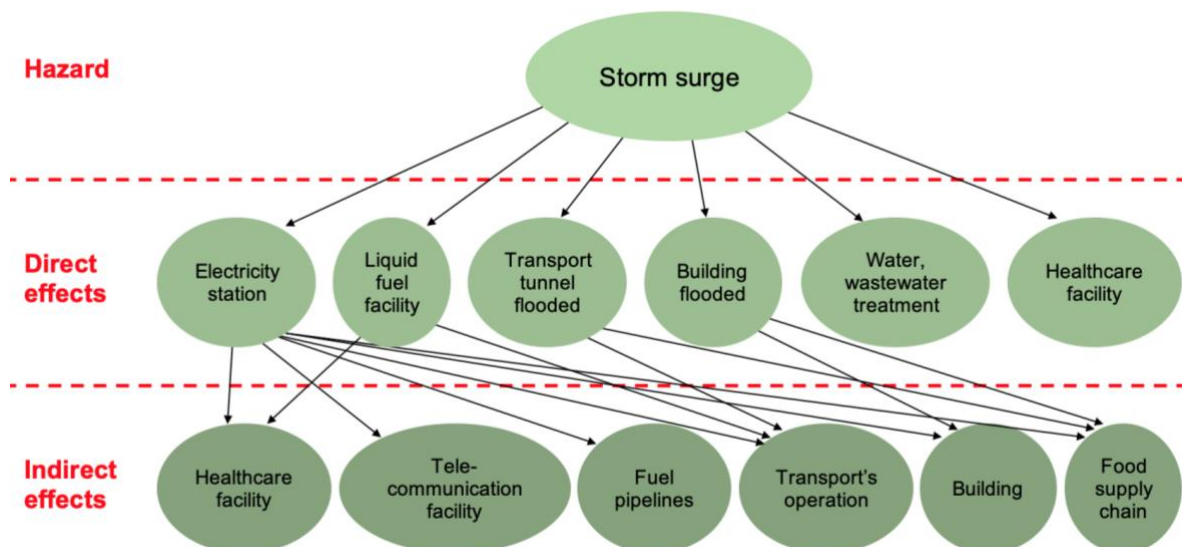 Hazard
Storm surge
Direct
effects
Electricity
station
Liquid
fuel
facility
Transport
tunnel
flooded
Building
flooded
Water,
wastewater
treatment
Healthcare
facility
Indirect
effects
Healthcare
facility
Tele-
communication
facility
Fuel
pipelines
Transport's
operation
Building
Food
supply
chain